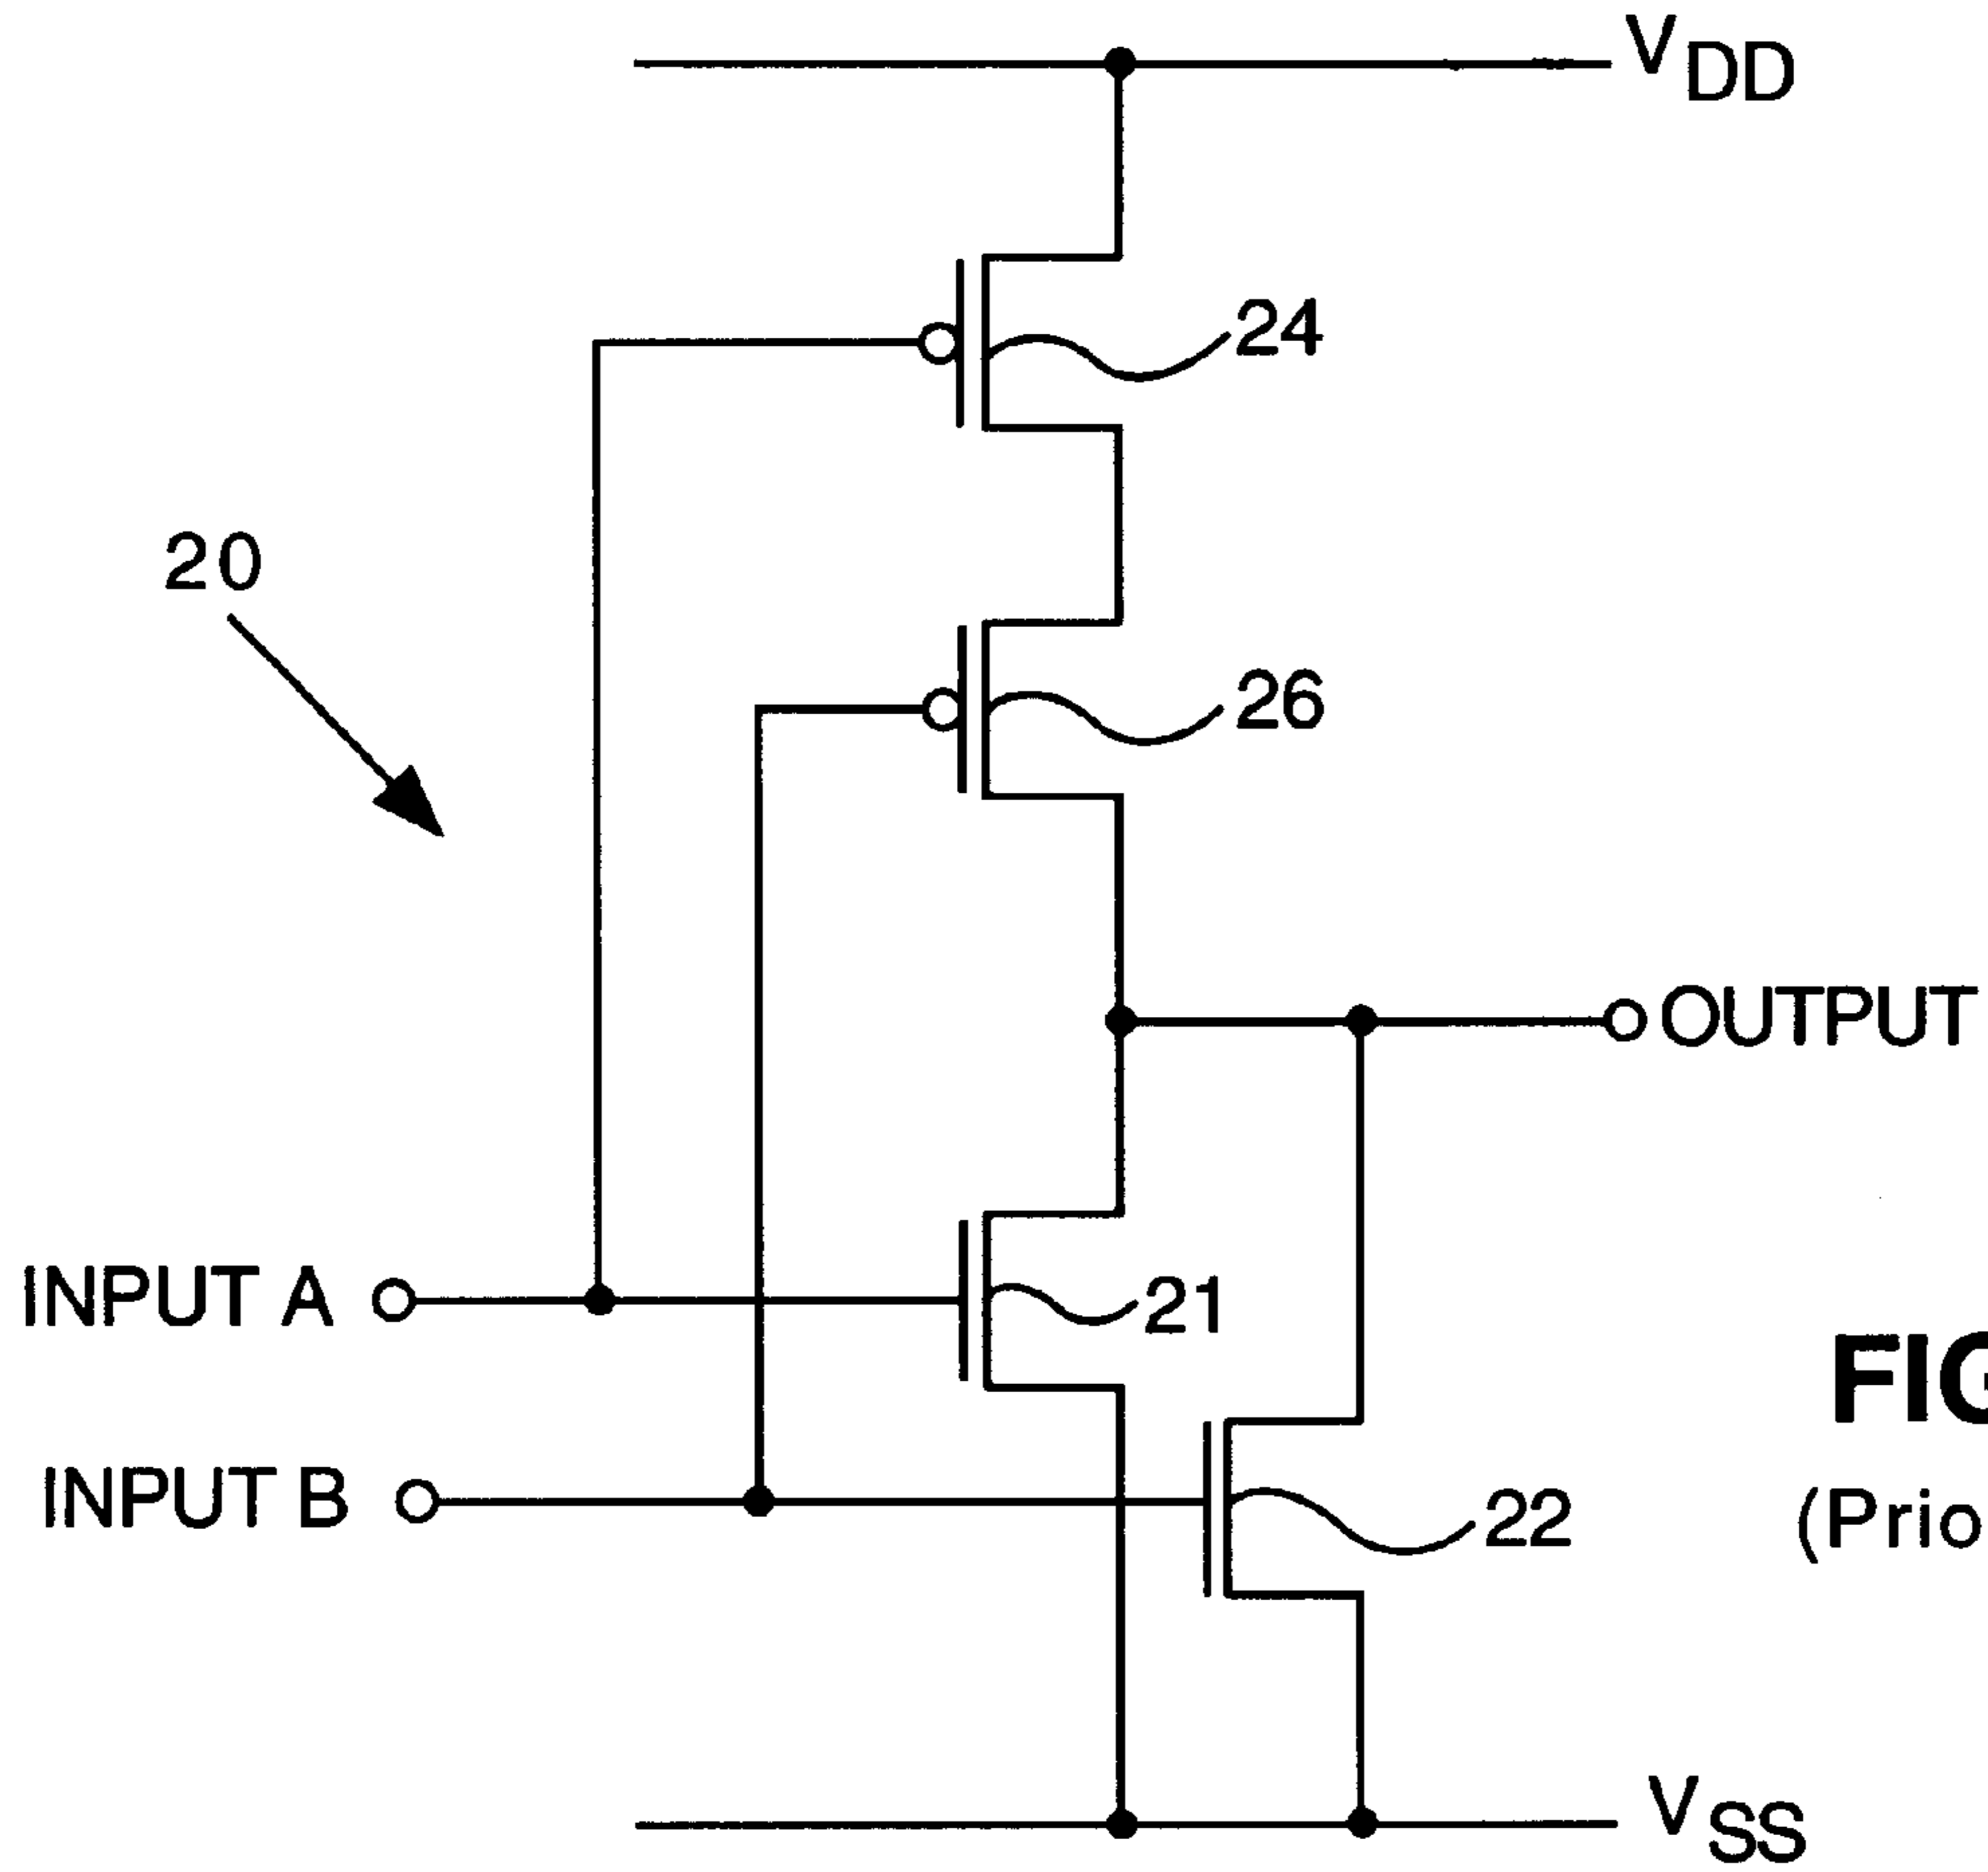 VDD
24
20
26
OUTPUT
INPUT A
21
FIG
INPUT B
22
(Prio
VSS